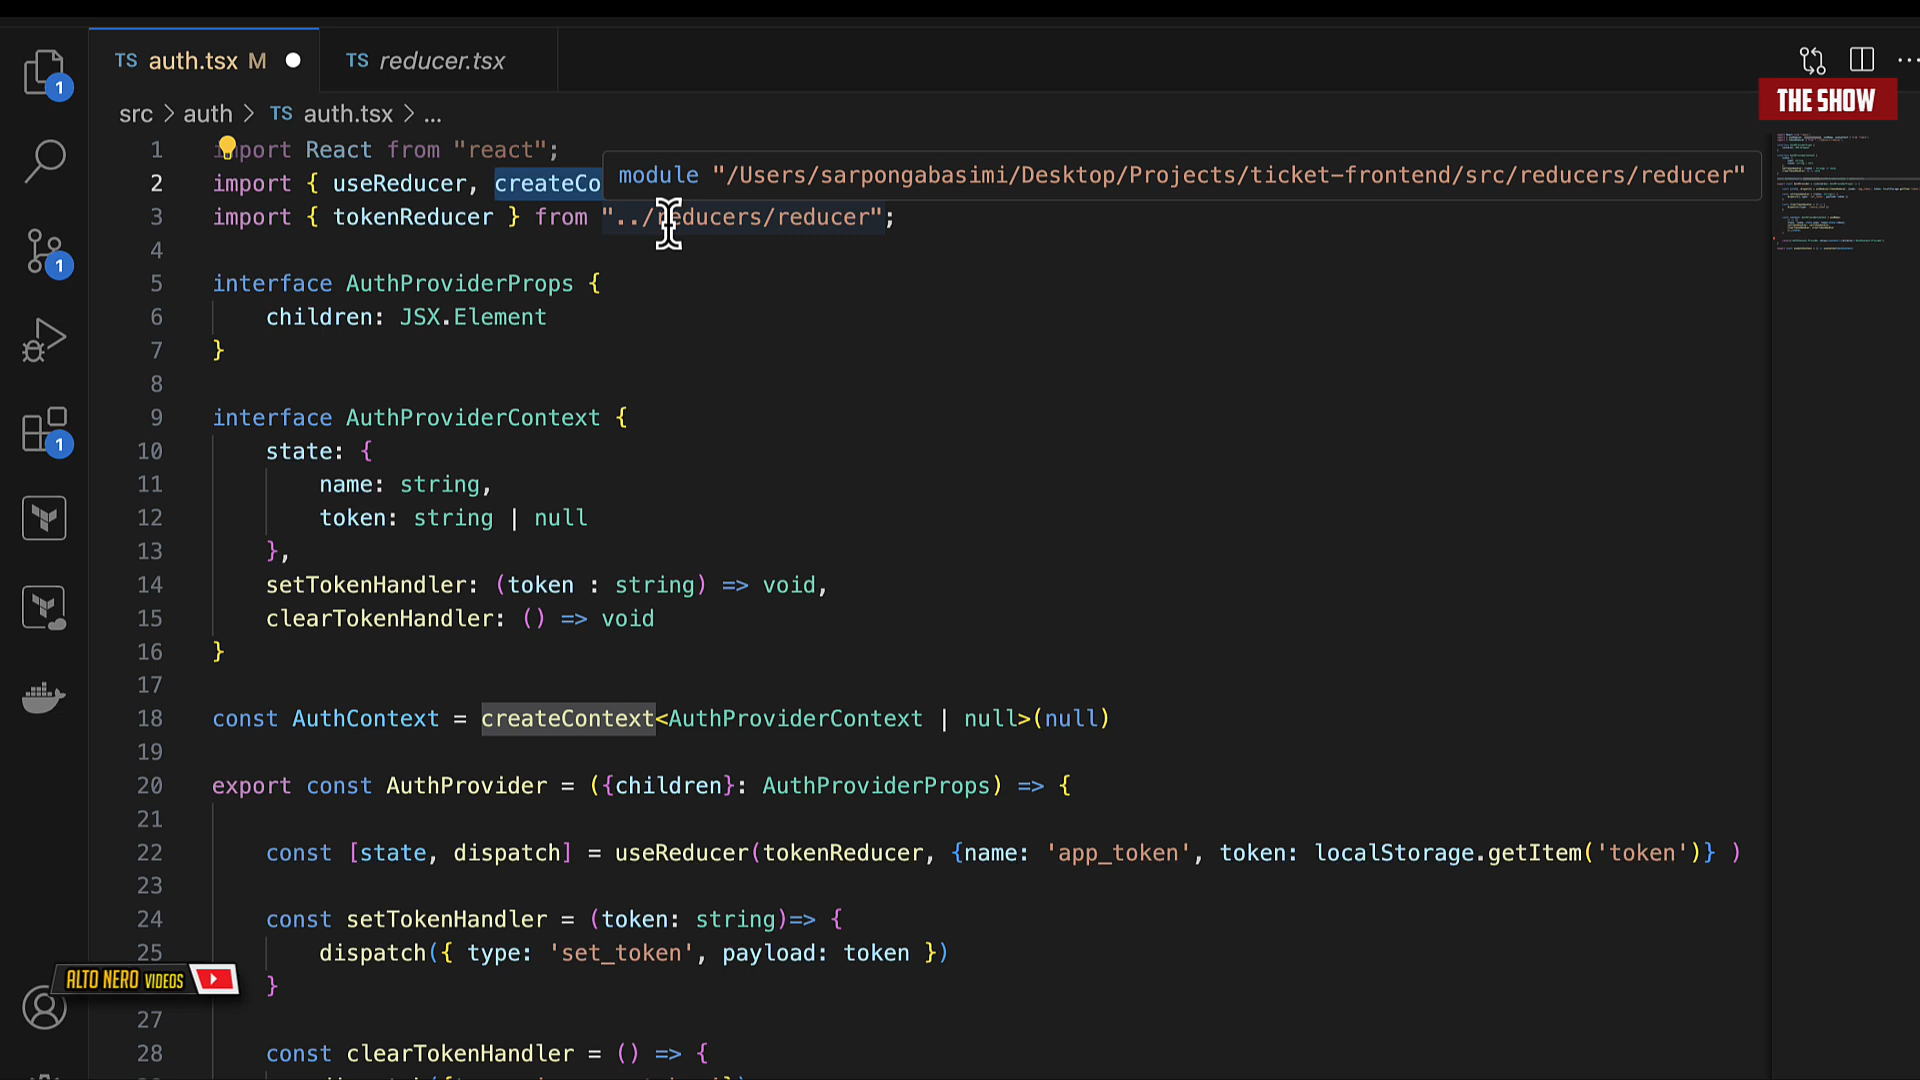 TS auth.tsx M TS reducer.tsx
THE SHOW
src > auth > TS auth.tsx > ...
1 import React from "react";
2 import { useReducer, createCo
module "/Users/sarpongabasimi/Desktop/Projects/ticket-frontend/src/reducers/reducer"
3 import { tokenReducer } from "../reducers/reducer";
4
5 interface AuthProviderProps {
6 children: JSX.Element
7 }
8
9 interface AuthProviderContext {
10 state: {
11 name: string,
12 token: string | null
13 },
14 setTokenHandler: (token : string) => void,
15 clearTokenHandler: () => void
16 }
17
18 const AuthContext = createContext<AuthProviderContext | null>(null)
19
20 export const AuthProvider = ({children}: AuthProviderProps) => {
21
22 const [state, dispatch] = useReducer(tokenReducer, {name: 'app_token', token: localStorage.getItem('token')} )
23
24 const setTokenHandler = (token: string)=> {
25 dispatch({ type: 'set_token', payload: token })
}
27
28 const clearTokenHandler = () => {
1
1
1
ALTO NERO VIDEOS